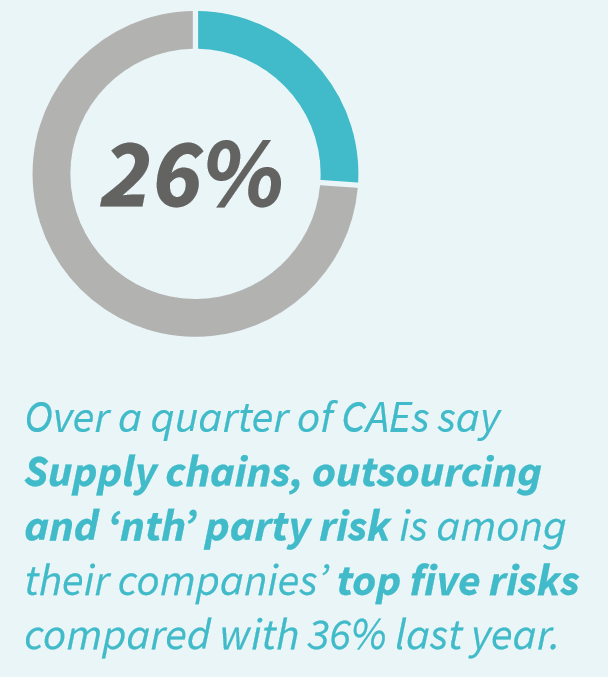 26%
Over a quarter of CAEs say
Supply chains, outsourcing
and ‘nth’ party risk is among
their companies’ top five risks
compared with 36% last year.